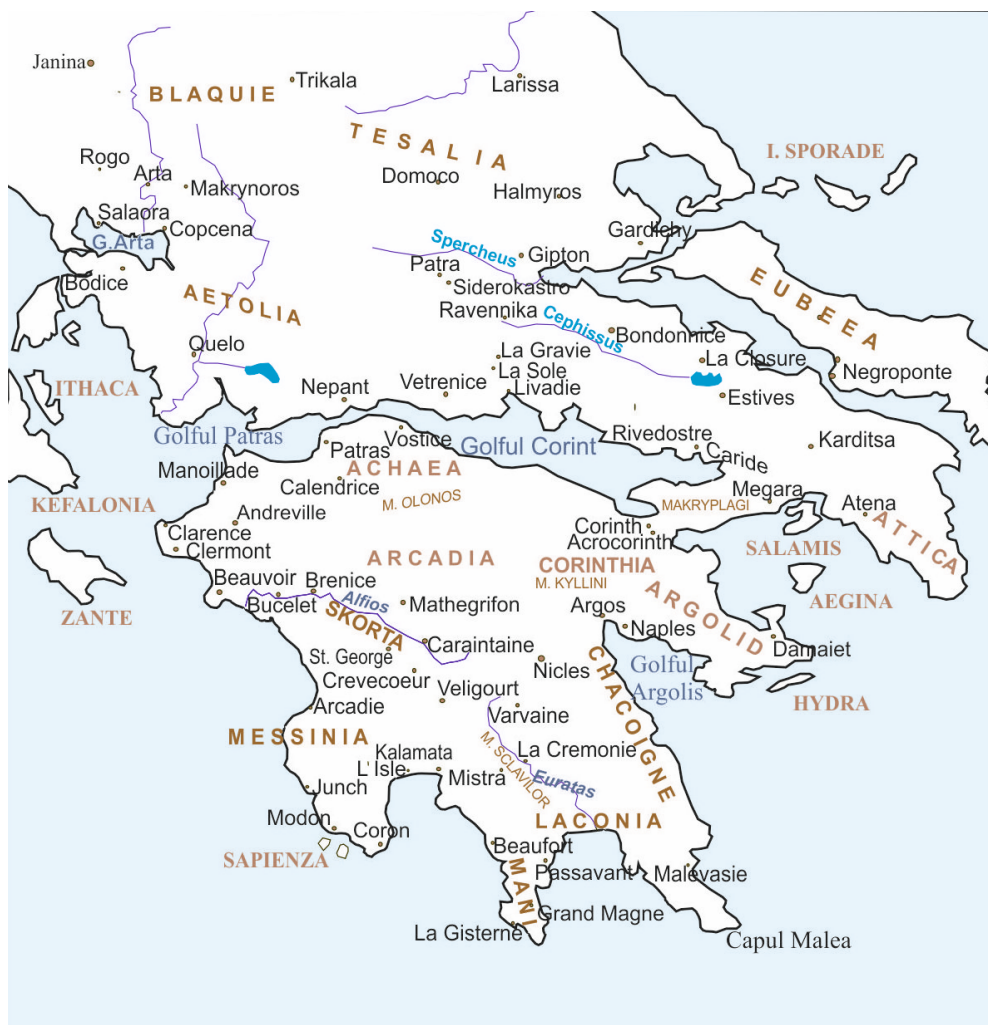 Janina
Trikala
Larissa
BLAQUIE
TESALIA
I. SPORADE
Rogo
Arta
Makrynoros
Domoco
Halmyros
Salaora
Copcena
G.Arta
Gardichy
Spercheus
Gipton
Bodice
Patra
Siderokastro
EUBEEA
AETOLIA
Ravennika
Cephissus
Bondonnice
Quelo
La Gravie
La Closure
La Sole
Negroponte
ITHACA
Nepant
Vetrenice
Livadie
Estives
Golful Patras
Patras
Vostice
Golful Corint
Rivedostre
Karditsa
Caride
Manoillade
ACHAEA
Calendrice
M. OLONOS
Megara
MAKRYPLAGI
KEFALONIA
Andreville
Atena
Clarence
Corinth
Acrocorinth
ATTICA
Clermont
SALAMIS
ARCADIA
CORINTHIA
Beauvoir
Brenice
M. KYLLINI
Bucelet
Alfios
Mathegrifon
AEGINA
ZANTE
SKORTA
Argos
ARGOLID
Naples
Caraintaine
Damaiet
St. George
Nicles
Golful
Argolis
Crevecoeur
Veligourt
HYDRA
Arcadie
Varvaine
CHACOIGNE
MESSINIA
Kalamata
La Cremonie
M. SCLAVILOR
L'Isle
Mistra
Euratas
Junch
Modon
LACONIA
Coron
Beaufort
SAPIENZA
Passavant
Malevasie
MANI
Grand Magne
La Gisterne
Capul Malea